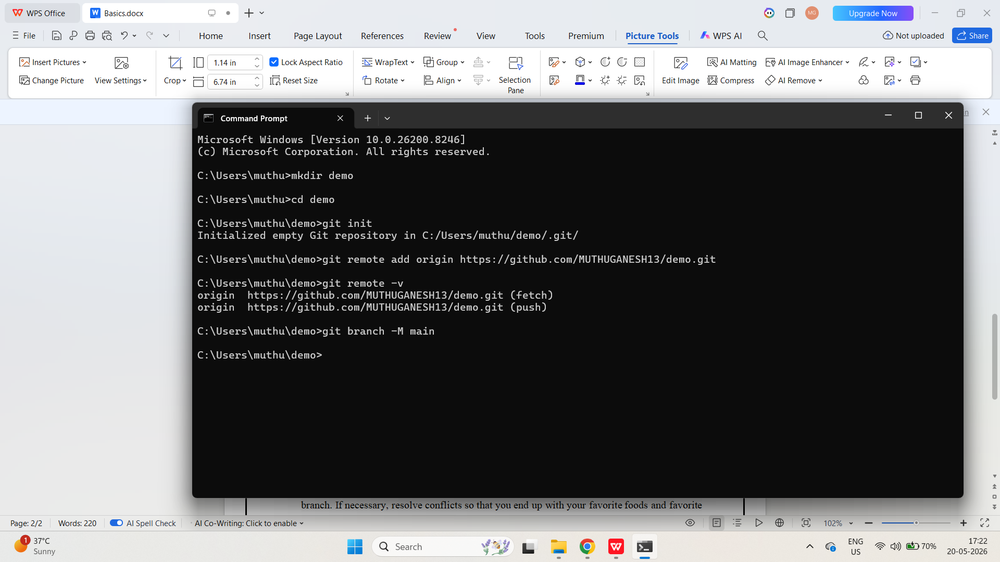 WPS Office
Basics.docx
MG
Upgrade Now
File
Home
Insert
Page Layout
References
Review
View
Tools
Premium
Picture Tools
WPS AI
Not uploaded
Share
Insert Pictures
1.14 in
Lock Aspect Ratio
WrapText
Group
AI Matting
AI Image Enhancer
Change Picture
View Settings
Crop
6.74 in
Reset Size
Rotate
Align
Selection
Pane
Edit Image
Compress
AI Remove
Command Prompt
n
Microsoft Windows [Version 10.0.26200.8246]
(c) Microsoft Corporation. All rights reserved.
C:\Users\muthu>mkdir demo
C:\Users\muthu>cd demo
C:\Users\muthu\demo>git init
Initialized empty Git repository in C:/Users/muthu/demo/.git/
C:\Users\muthu\demo>git remote add origin https://github.com/MUTHUGANESH13/demo.git
C:\Users\muthu\demo>git remote -v
origin  https://github.com/MUTHUGANESH13/demo.git (fetch)
origin  https://github.com/MUTHUGANESH13/demo.git (push)
C:\Users\muthu\demo>git branch -M main
C:\Users\muthu\demo>
branch. If necessary, resolve conflicts so that you end up with your favorite foods and favorite
Page: 2/2
Words: 220
AI Spell Check
AI Co-Writing: Click to enable
102%
1
37°C
Sunny
Search
ENG
US
70%
17:22
20-05-2026